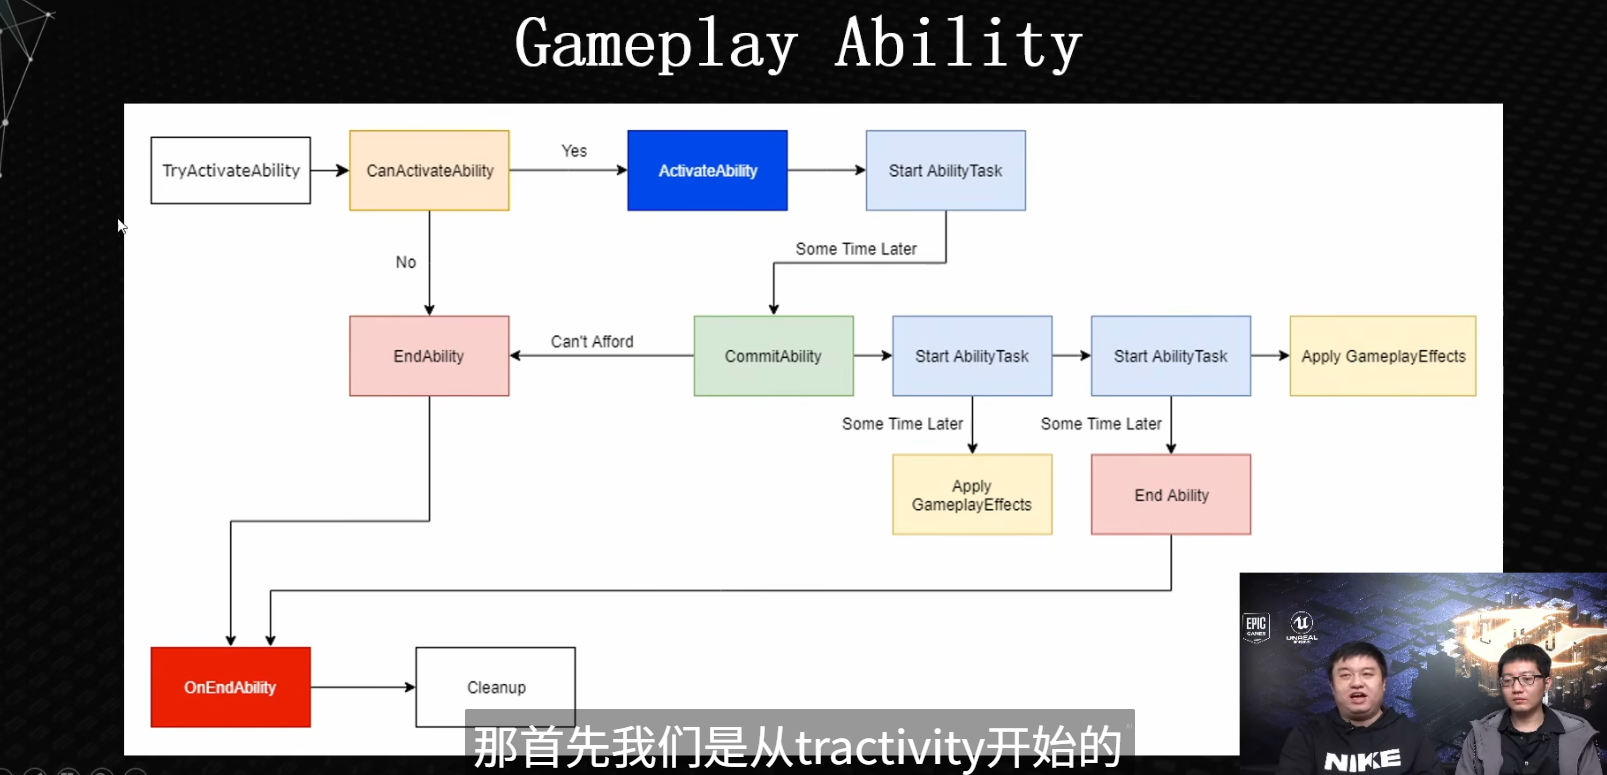 Gameplay Ability
TryActivateAbility
CanActivateAbility
Yes
ActivateAbility
Start AbilityTask
Some Time Later
No
EndAbility
Can't Afford
CommitAbility
Start AbilityTask
Start AbilityTask
Apply GameplayEffects
Some Time Later
Some Time Later
Apply
GameplayEffects
End Ability
OnEndAbility
Cleanup
EPIC
GAMES
UNREAL
NIKE
那首先我们是从tractivity开始的